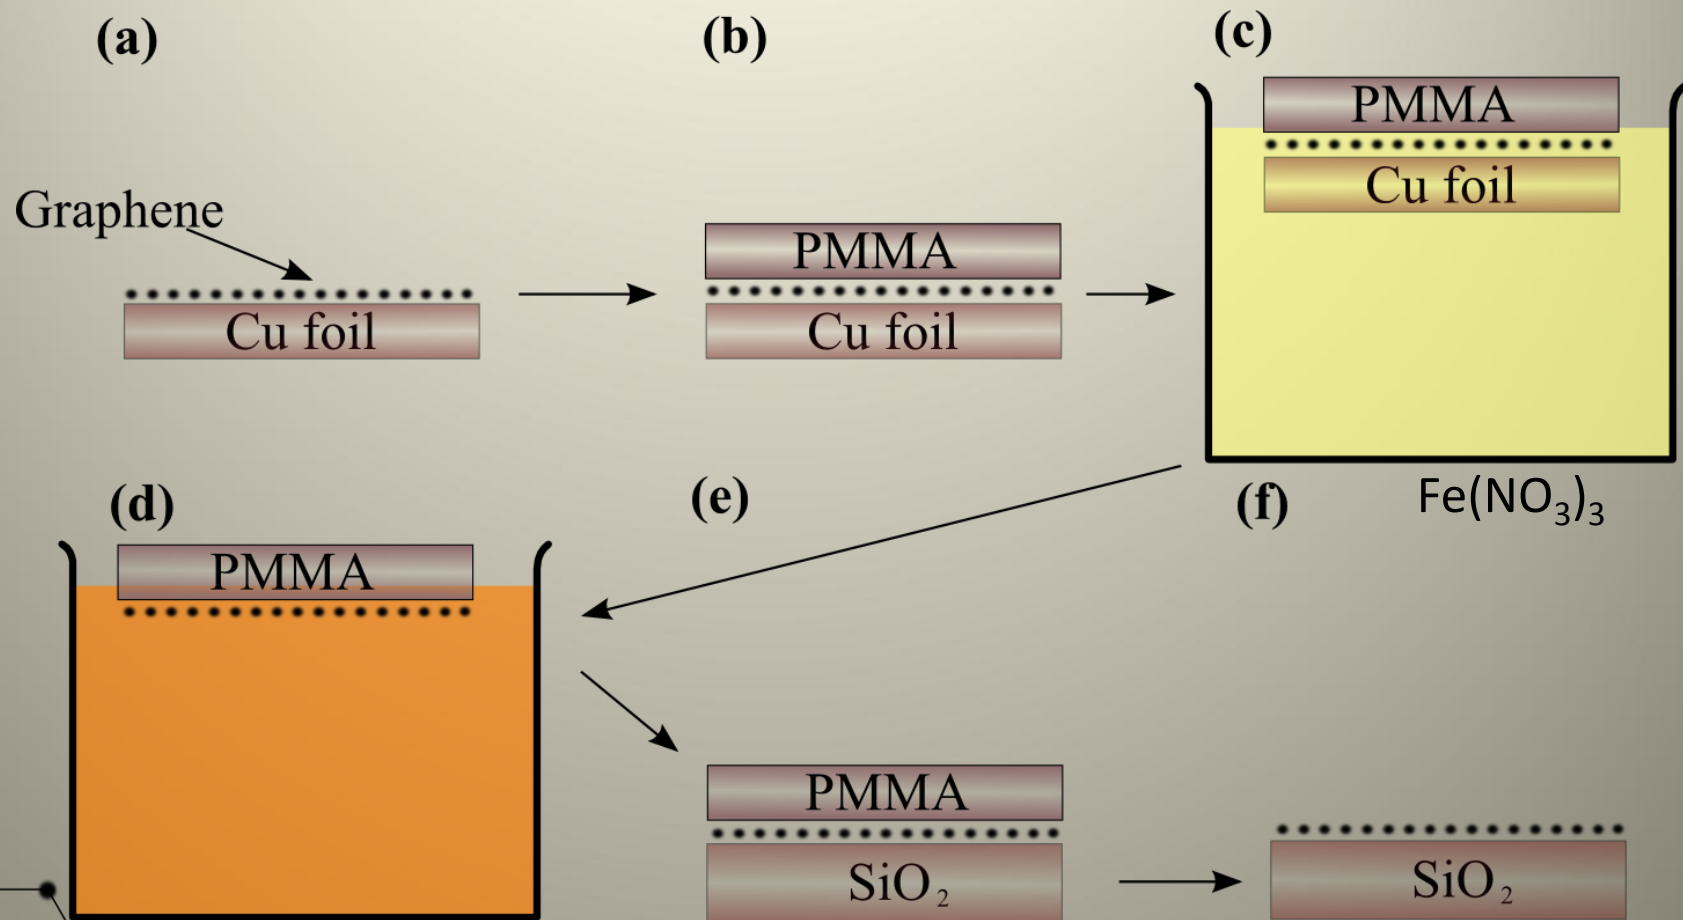 (a)
(b)
(c)
Graphene
Cu foil
PMMA
Cu foil
PMMA
Cu foil
Fe(NO₃)₃
(d)
(e)
(f)
PMMA
PMMA
SiO₂
SiO₂